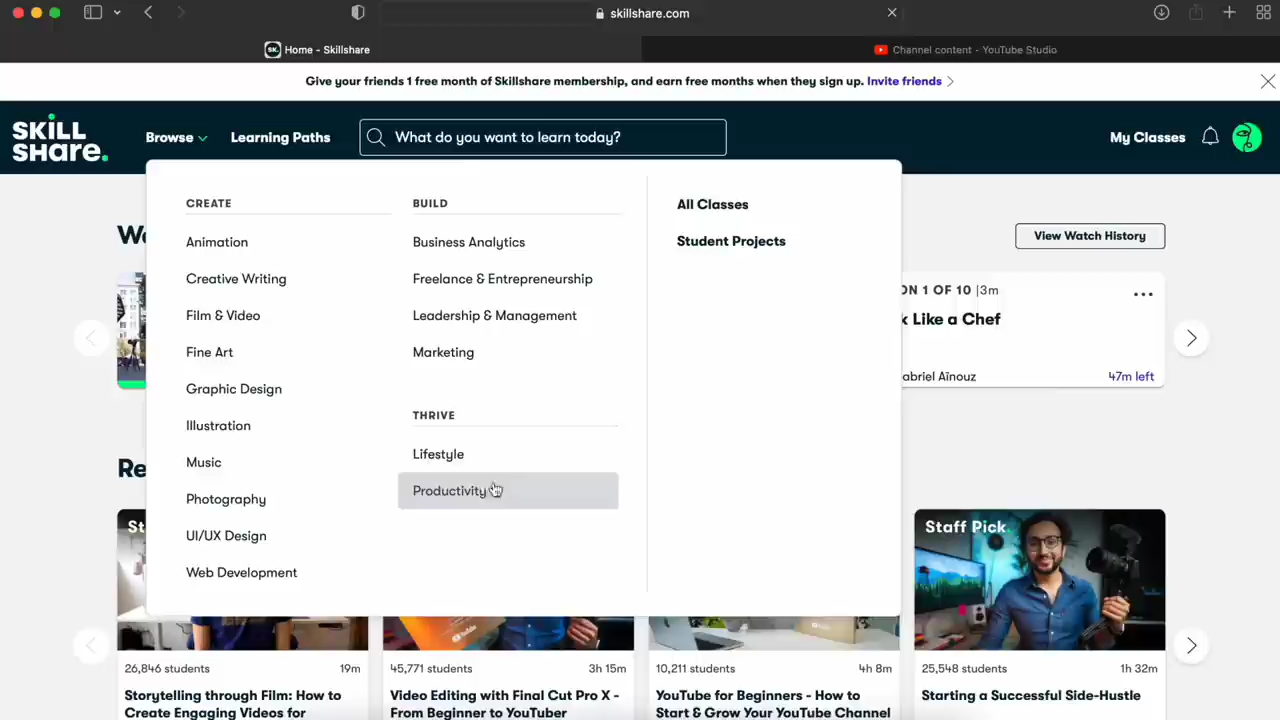 skillshare.com
SK.
Home - Skillshare
Channel content - YouTube Studio
Give your friends 1 free month of Skillshare membership, and earn free months when they sign up. Invite friends
SKILL
SHARE.
Browse
Learning Paths
What do you want to learn today?
My Classes
CREATE
Animation
Creative Writing
Film & Video
Fine Art
Graphic Design
Illustration
Music
Photography
UI/UX Design
Web Development
BUILD
Business Analytics
Freelance & Entrepreneurship
Leadership & Management
Marketing
THRIVE
Lifestyle
Productivity
All Classes
Student Projects
View Watch History
ON 1 OF 10 |3m
k Like a Chef
abriel Aïnouz
47m left
Re
St
Staff Pick.
26,846 students 19m
Storytelling through Film: How to
Create Engaging Videos for
45,771 students 3h 15m
Video Editing with Final Cut Pro X -
From Beginner to YouTuber
10,211 students 4h 8m
YouTube for Beginners - How to
Start & Grow Your YouTube Channel
25,548 students 1h 32m
Starting a Successful Side-Hustle